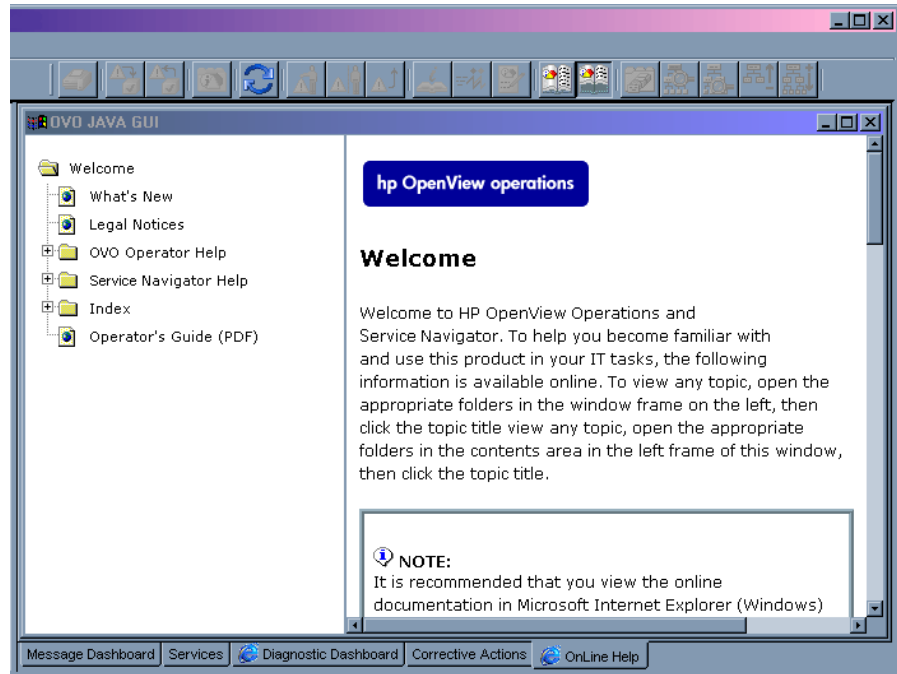 OVO JAVA GUI
Welcome
What's New
Legal Notices
OVO Operator Help
Service Navigator Help
Index
Operator's Guide (PDF)
hp OpenView operations
Welcome
Welcome to HP OpenView Operations and
Service Navigator. To help you become familiar with
and use this product in your IT tasks, the following
information is available online. To view any topic, open the
appropriate folders in the window frame on the left, then
click the topic title view any topic, open the appropriate
folders in the contents area in the left frame of this window,
then click the topic title.
NOTE:
It is recommended that you view the online
documentation in Microsoft Internet Explorer (Windows)
Message Dashboard Services Diagnostic Dashboard Corrective Actions OnLine Help